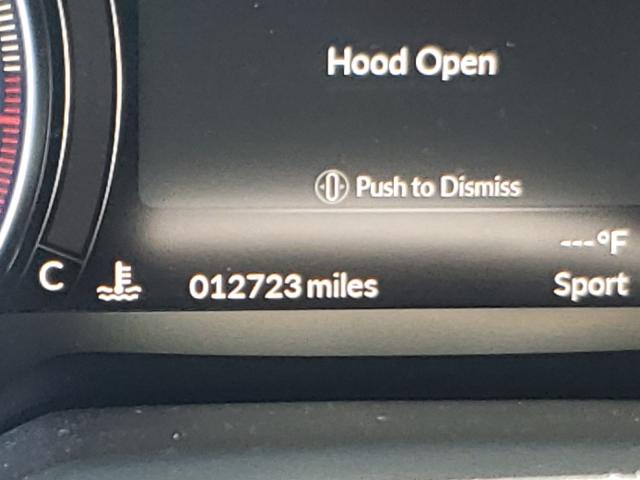 Hood Open
Push to Dismiss
---°F
C
012723 miles
Sport